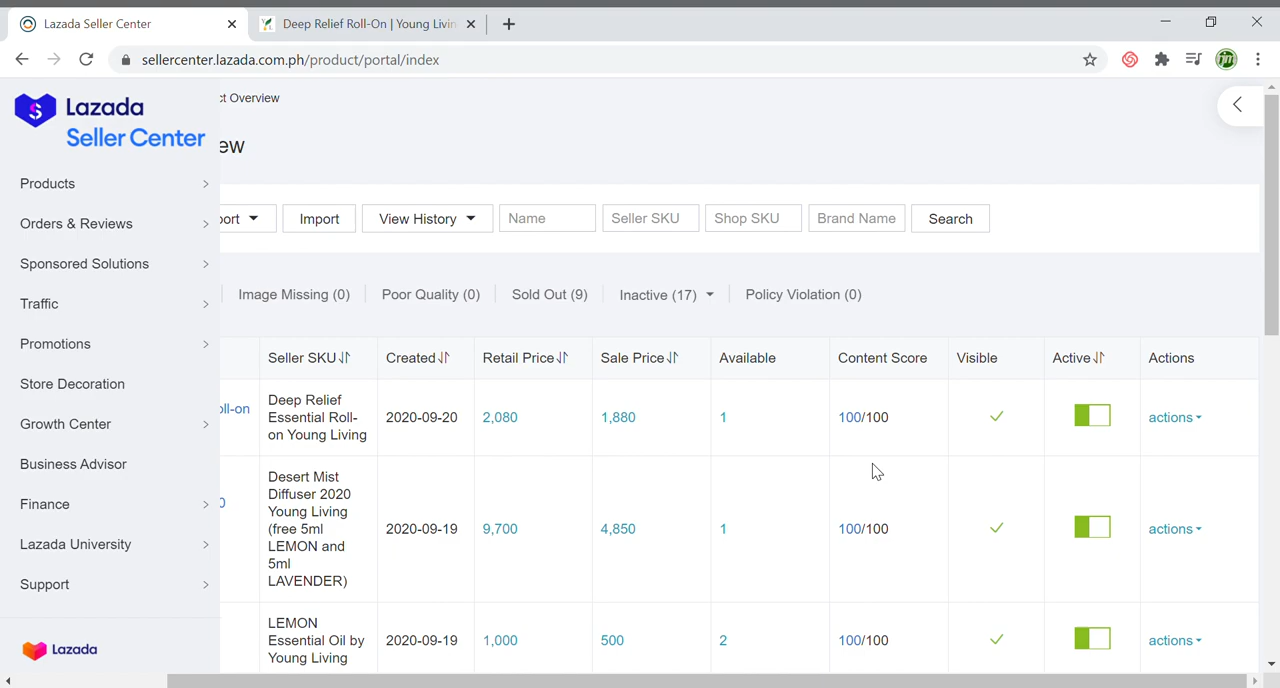 Lazada Seller Center
Deep Relief Roll-On | Young Livin
sellercenter.lazada.com.ph/product/portal/index
Lazada
Seller Center
ct Overview
ew
Products
Orders & Reviews
Sponsored Solutions
Traffic
Promotions
Store Decoration
Growth Center
Business Advisor
Finance
Lazada University
Support
Lazada
port
Import
View History
Name
Seller SKU
Shop SKU
Brand Name
Search
Image Missing (0)
Poor Quality (0)
Sold Out (9)
Inactive (17)
Policy Violation (0)
Seller SKU
Created
Retail Price
Sale Price
Available
Content Score
Visible
Active
Actions
oll-on
Deep Relief
Essential Roll-
on Young Living
2020-09-20
2,080
1,880
1
100/100
actions
0
Desert Mist
Diffuser 2020
Young Living
(free 5ml
LEMON and
5ml
LAVENDER)
2020-09-19
9,700
4,850
1
100/100
actions
LEMON
Essential Oil by
Young Living
2020-09-19
1,000
500
2
100/100
actions